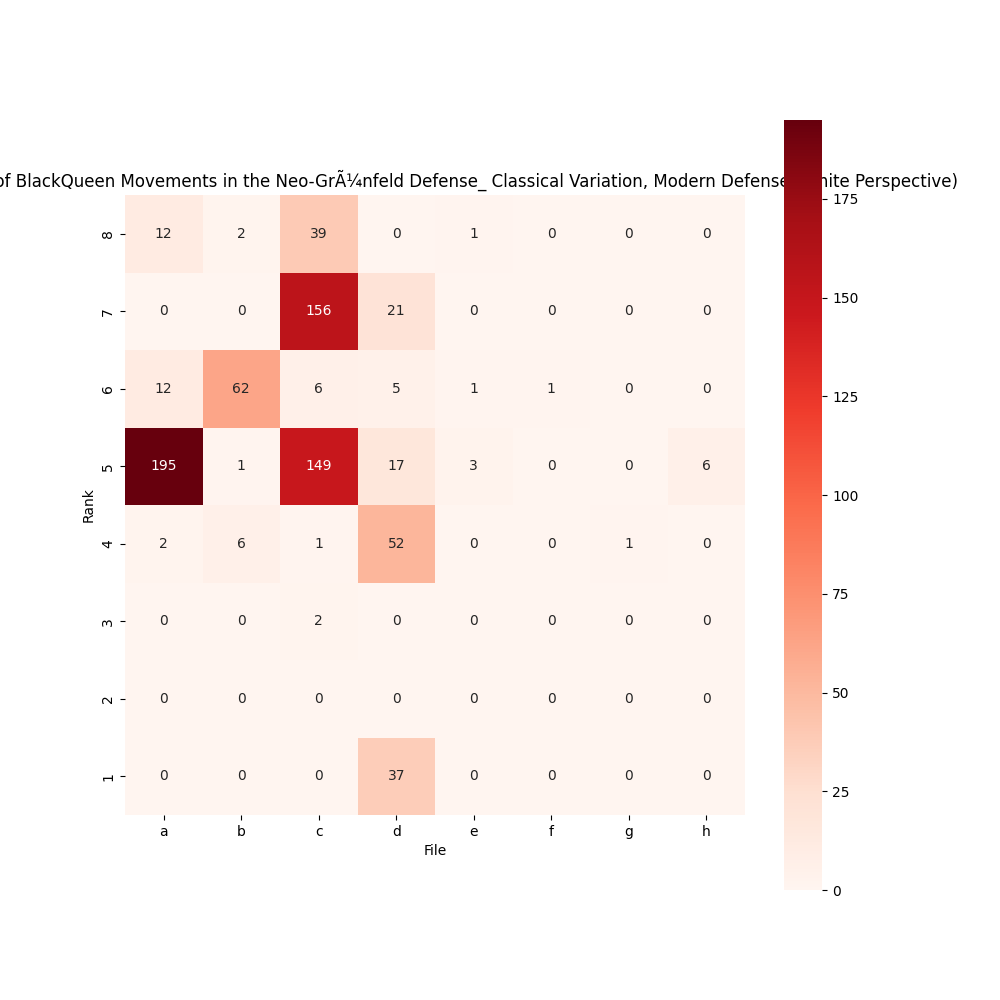 of BlackQueen Movements in the Neo-GrÃ¼nfeld Defense_ Classical Variation, Modern Defense Perspective)
8 12 2 39 0 1 0 0 0
7 0 0 156 21 0 0 0 0
6 12 62 6 5 1 1 0 0
5 195 1 149 17 3 0 0 6
4 2 6 1 52 0 0 1 0
3 0 0 2 0 0 0 0 0
2 0 0 0 0 0 0 0 0
1 0 0 0 37 0 0 0 0
a b c d e f g h
File
Rank
175
150
125
100
75
50
25
0